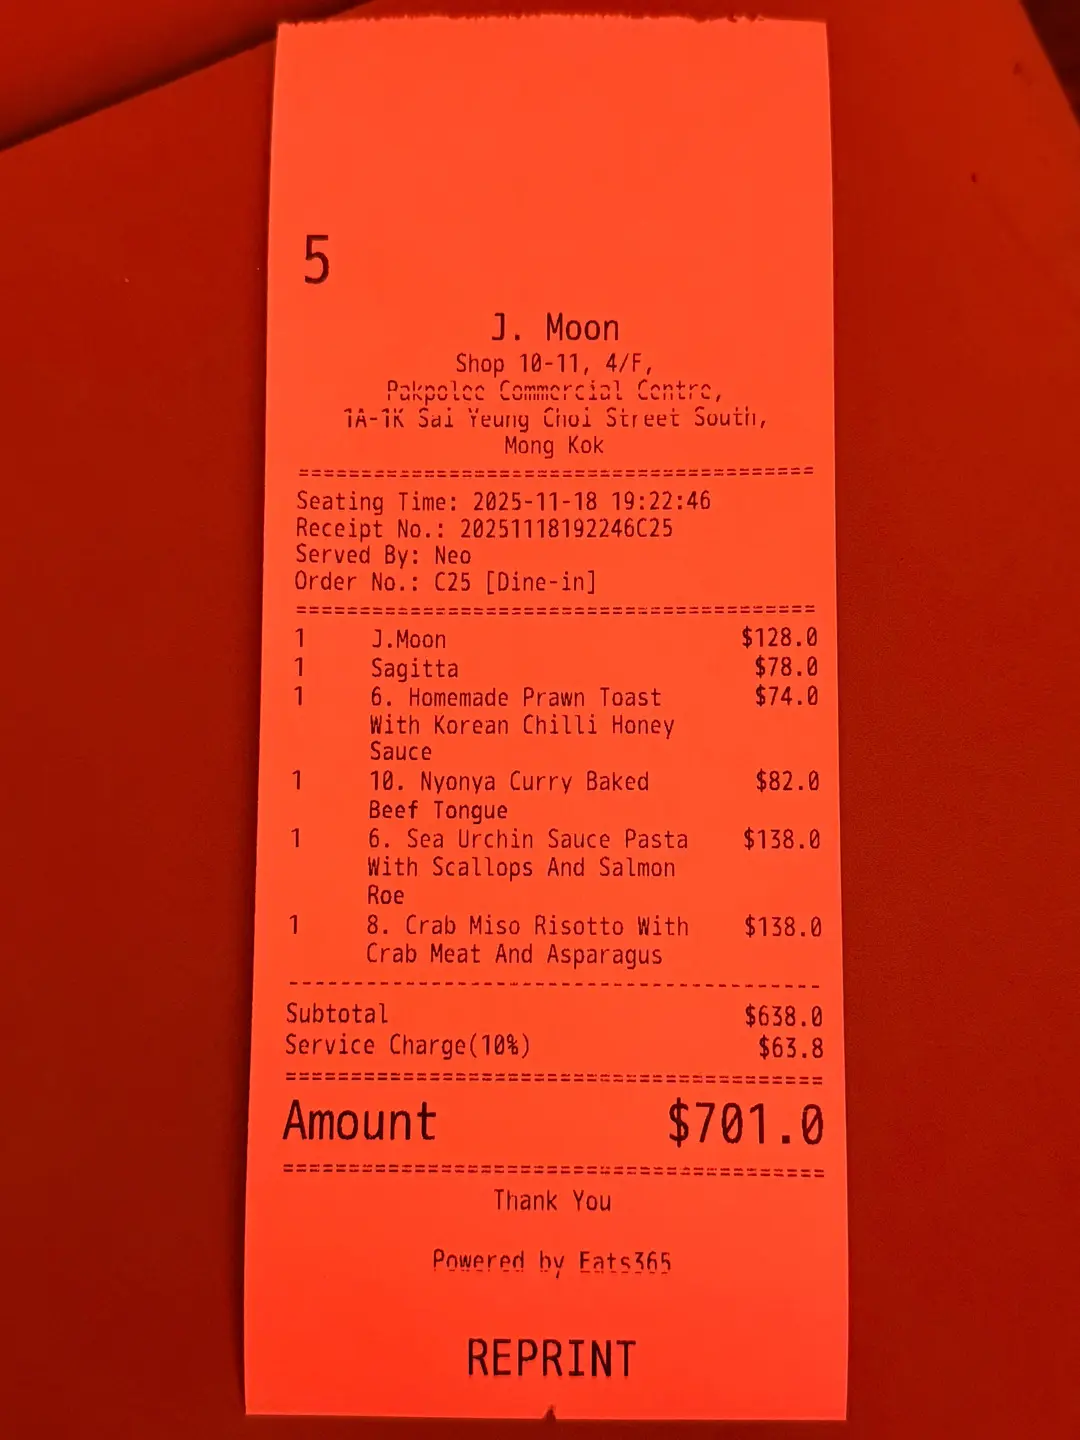 5
J. Moon
Shop 10-11, 4/F,
Pakpolee Commercial Centre,
1A-1K Sai Yeung Choi Street South,
Mong Kok
==========================================
Seating Time: 2025-11-18 19:22:46
Receipt No.: 20251118192246C25
Served By: Neo
Order No.: C25 [Dine-in]
==========================================
1 J.Moon $128.0
1 Sagitta $78.0
1 6. Homemade Prawn Toast $74.0
With Korean Chilli Honey
Sauce
1 10. Nyonya Curry Baked $82.0
Beef Tongue
1 6. Sea Urchin Sauce Pasta $138.0
With Scallops And Salmon
Roe
1 8. Crab Miso Risotto With $138.0
Crab Meat And Asparagus
------------------------------------------
Subtotal $638.0
Service Charge(10%) $63.8
==========================================
Amount $701.0
==========================================
Thank You
Powered by Eats365
REPRINT